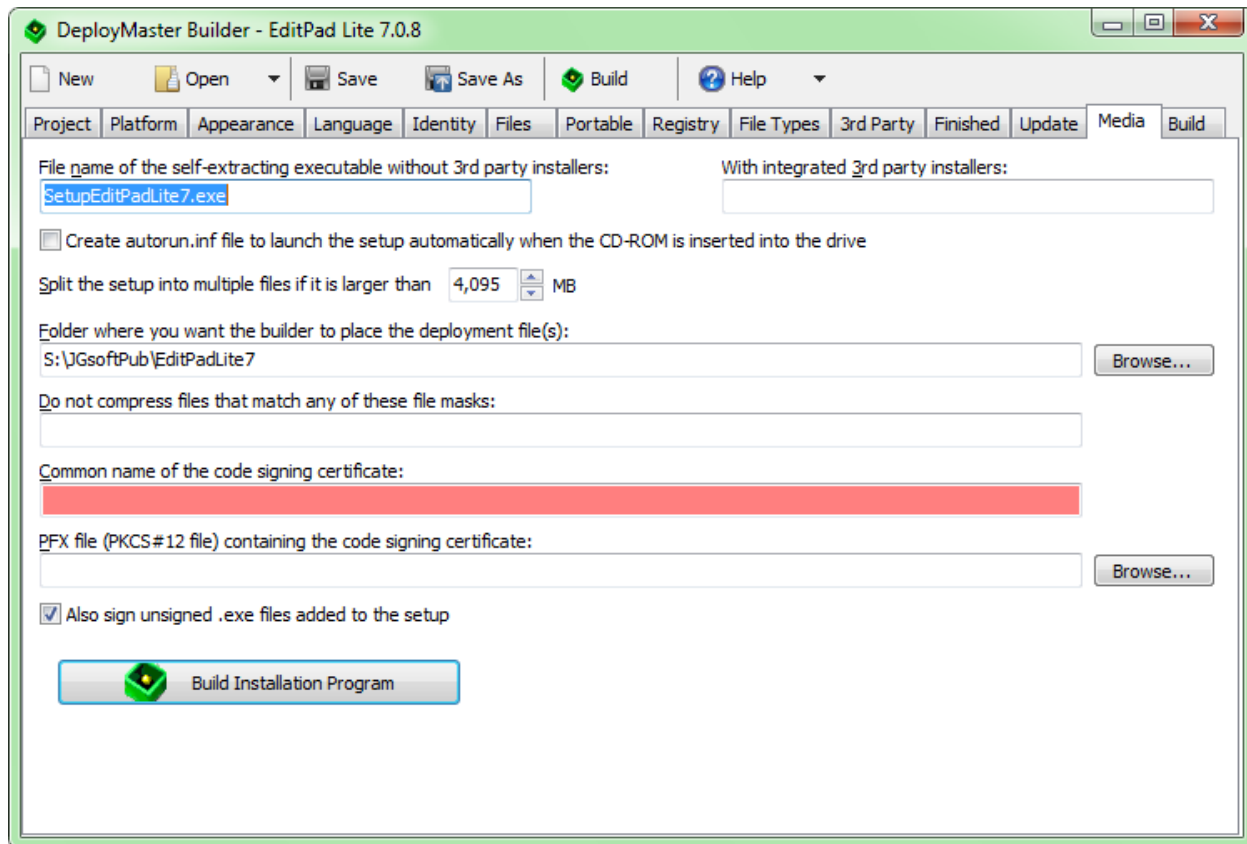 DeployMaster Builder - EditPad Lite 7.0.8
New Open Save Save As Build Help
Project Platform Appearance Language Identity Files Portable Registry File Types 3rd Party Finished Update Media Build
File name of the self-extracting executable without 3rd party installers: With integrated 3rd party installers:
SetupEditPadLite7.exe
Create autorun.inf file to launch the setup automatically when the CD-ROM is inserted into the drive
Split the setup into multiple files if it is larger than 4,095 MB
Folder where you want the builder to place the deployment file(s):
S:\JGsoftPub\EditPadLite7 Browse...
Do not compress files that match any of these file masks:
Common name of the code signing certificate:
PFX file (PKCS#12 file) containing the code signing certificate:
Browse...
Also sign unsigned .exe files added to the setup
Build Installation Program